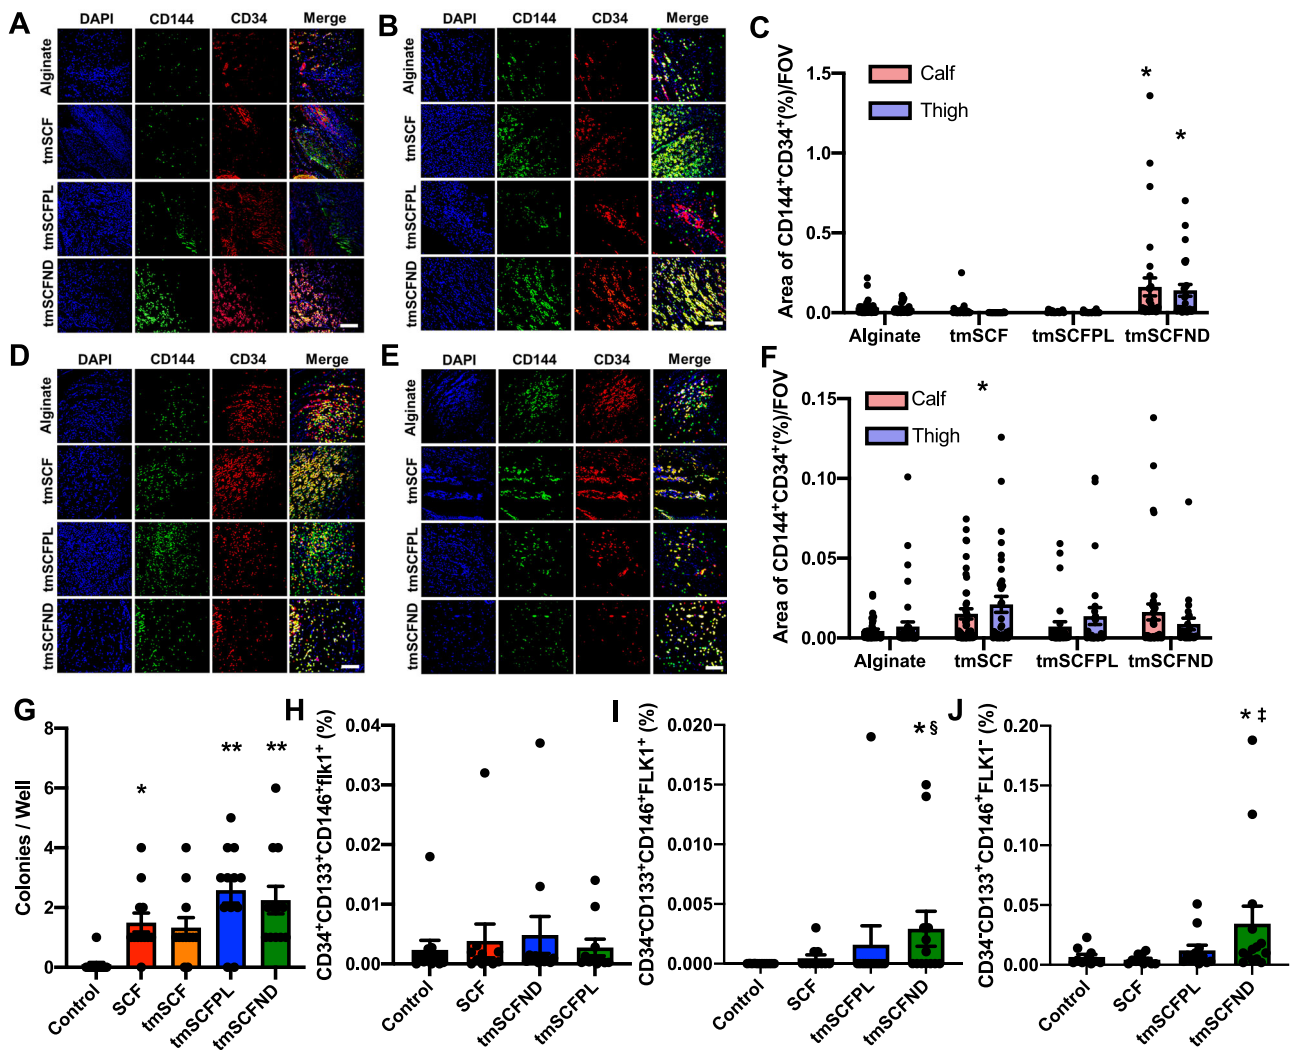 A
DAPI CD144 CD34 Merge
Alginate
tmSCF
tmSCFPL
tmSCFND
B
DAPI CD144 CD34 Merge
Alginate
tmSCF
tmSCFPL
tmSCFND
C
Area of CD144⁺CD34⁺(%)/FOV
1.5
1.0
0.5
0.0
Calf
Thigh
*
*
Alginate tmSCF tmSCFPL tmSCFND
D
DAPI CD144 CD34 Merge
Alginate
tmSCF
tmSCFPL
tmSCFND
E
DAPI CD144 CD34 Merge
Alginate
tmSCF
tmSCFPL
tmSCFND
F
Area of CD144⁺CD34⁺(%)/FOV
0.15
0.10
0.05
0.00
Calf
Thigh
*
Alginate tmSCF tmSCFPL tmSCFND
G
Colonies / Well
8
6
4
2
0
*
**
**
Control SCF tmSCF tmSCFPL tmSCFND
H
CD34⁺CD133⁺CD146⁺flk1⁺ (%)
0.04
0.03
0.02
0.01
0.00
Control SCF tmSCFND tmSCFPL
I
CD34⁻CD133⁺CD146⁺FLK1⁺ (%)
0.020
0.015
0.010
0.005
0.000
* §
Control SCF tmSCFPL tmSCFND
J
CD34⁻CD133⁺CD146⁺FLK1⁻ (%)
0.20
0.15
0.10
0.05
0.00
* ‡
Control SCF tmSCFPL tmSCFND